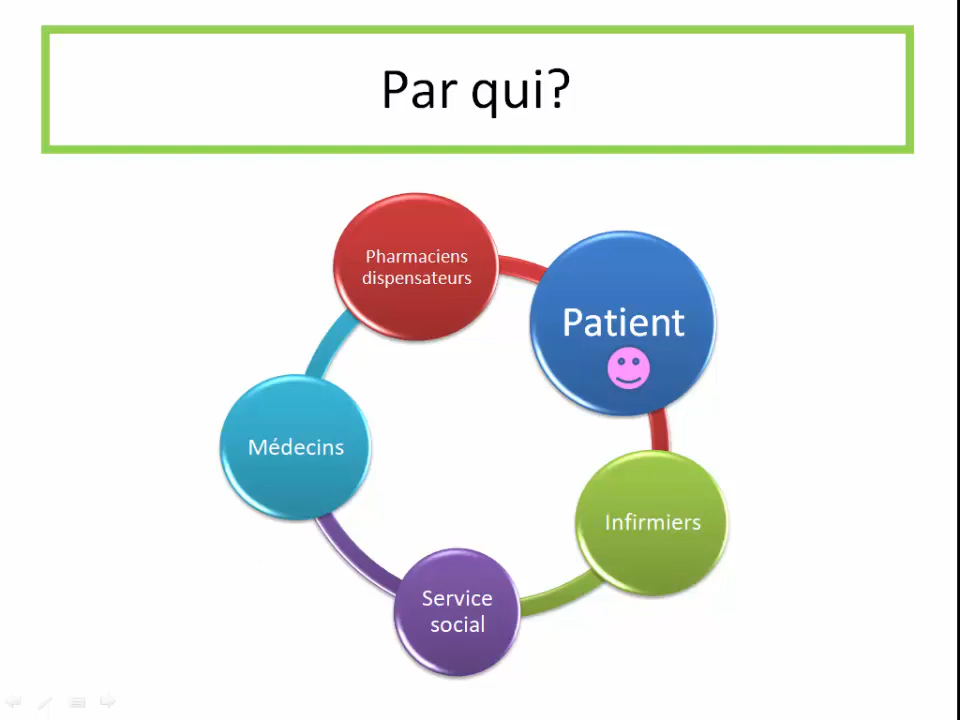 Par qui?
Pharmaciens
dispensateurs
Patient
Médecins
Infirmiers
Service
social